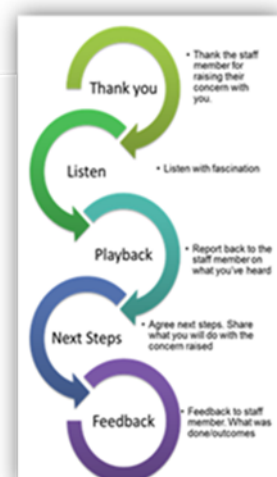 Thank you
• Thank the staff
member for
raising their
concern with
you.
Listen
• Listen with fascination
Playback
• Report back to the
staff member on
what you've heard
Next Steps
• Agree next steps. Share
what you will do with the
concern raised
Feedback
• Feedback to staff
member. What was
done/outcomes